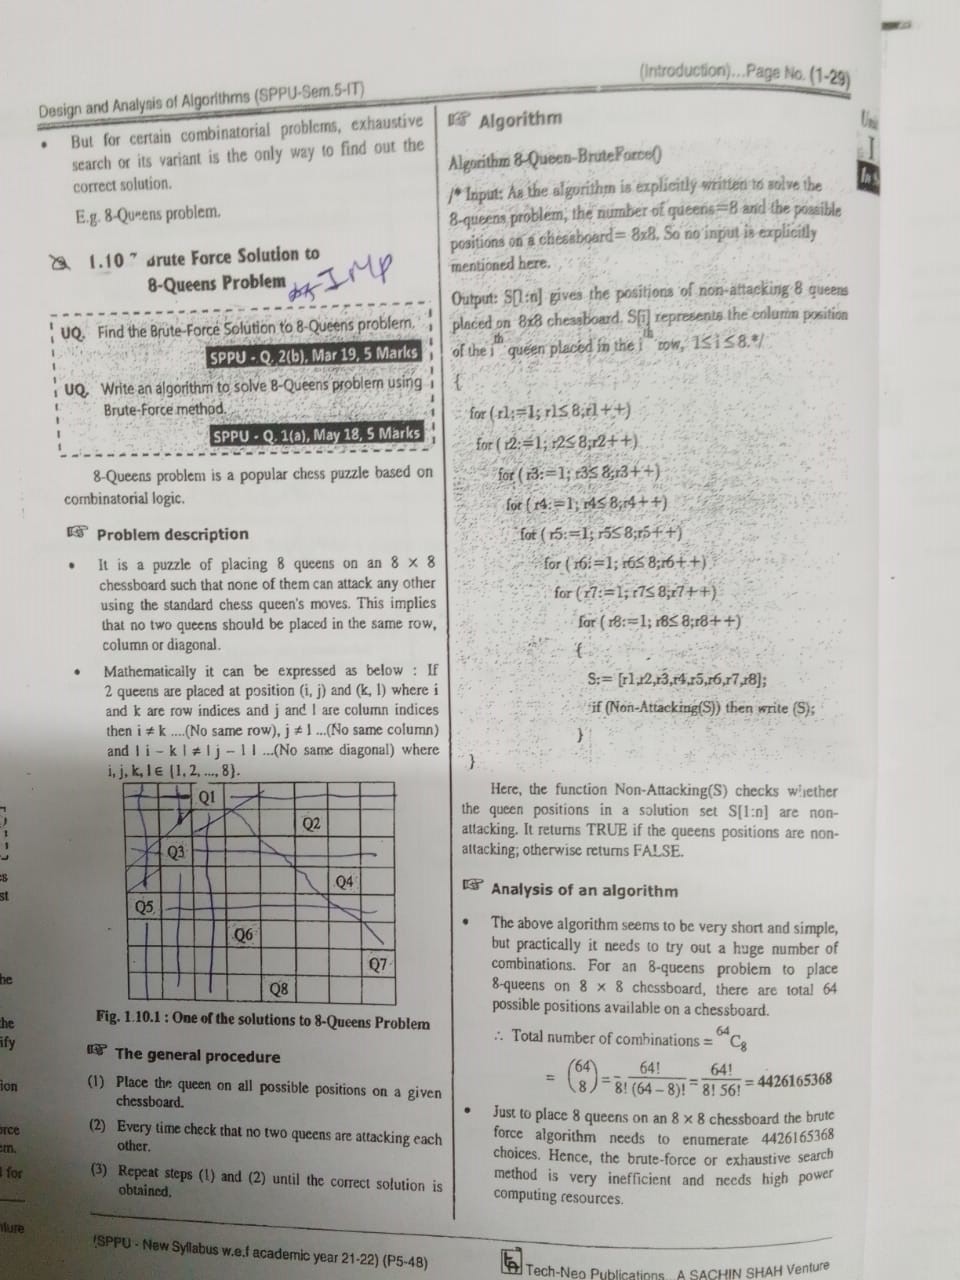 Design and Analysis of Algorithms (SPPU-Sem.5-IT)
(Introduction)...Page No. (1-29)
• But for certain combinatorial problems, exhaustive
search or its variant is the only way to find out the
correct solution.
E.g. 8-Queens problem.
1.10 Brute Force Solution to
8-Queens Problem
IMP
UQ. Find the Brute-Force Solution to 8-Queens problem.
SPPU - Q. 2(b), Mar 19, 5 Marks
UQ. Write an algorithm to solve 8-Queens problem using
Brute-Force method.
SPPU - Q. 1(a), May 18, 5 Marks
8-Queens problem is a popular chess puzzle based on
combinatorial logic.
☞ Problem description
• It is a puzzle of placing 8 queens on an 8 × 8
chessboard such that none of them can attack any other
using the standard chess queen's moves. This implies
that no two queens should be placed in the same row,
column or diagonal.
• Mathematically it can be expressed as below : If
2 queens are placed at position (i, j) and (k, l) where i
and k are row indices and j and l are column indices
then i ≠ k ....(No same row), j ≠ l ...(No same column)
and | i – k | ≠ | j – l | ...(No same diagonal) where
i, j, k, l ∈ {1, 2, ..., 8}.
Q1
Q2
Q3
Q4
Q5
Q6
Q7
Q8
Fig. 1.10.1 : One of the solutions to 8-Queens Problem
☞ The general procedure
(1) Place the queen on all possible positions on a given
chessboard.
(2) Every time check that no two queens are attacking each
other.
(3) Repeat steps (1) and (2) until the correct solution is
obtained.
(SPPU - New Syllabus w.e.f academic year 21-22) (P5-48)
☞ Algorithm
Algorithm 8-Queen-BruteForce()
/* Input: As the algorithm is explicitly written to solve the
8-queens problem, the number of queens=8 and the possible
positions on a chessboard= 8x8. So no input is explicitly
mentioned here.
Output: S[1:n] gives the positions of non-attacking 8 queens
placed on 8x8 chessboard. S[i] represents the column position
of the i th queen placed in the i th row, 1≤ i ≤ 8.*/
{
for ( r1:=1; r1≤ 8;r1++)
for ( r2:=1; r2≤ 8;r2++)
for ( r3:=1; r3≤ 8;r3++)
for ( r4:=1; r4≤ 8;r4++)
for ( r5:=1; r5≤ 8;r5++)
for ( r6:=1; r6≤ 8;r6++)
for ( r7:=1; r7≤ 8;r7++)
for ( r8:=1; r8≤ 8;r8++)
{
S:= [r1,r2,r3,r4,r5,r6,r7,r8];
if (Non-Attacking(S)) then write (S);
}
}
Here, the function Non-Attacking(S) checks whether
the queen positions in a solution set S[1:n] are non-
attacking. It returns TRUE if the queens positions are non-
attacking; otherwise returns FALSE.
☞ Analysis of an algorithm
• The above algorithm seems to be very short and simple,
but practically it needs to try out a huge number of
combinations. For an 8-queens problem to place
8-queens on 8 × 8 chessboard, there are total 64
possible positions available on a chessboard.
∴ Total number of combinations = 64C8
= (64 8) = 64! / 8! (64 – 8)! = 64! / 8! 56! = 4426165368
• Just to place 8 queens on an 8 × 8 chessboard the brute
force algorithm needs to enumerate 4426165368
choices. Hence, the brute-force or exhaustive search
method is very inefficient and needs high power
computing resources.
Tech-Neo Publications...A SACHIN SHAH Venture